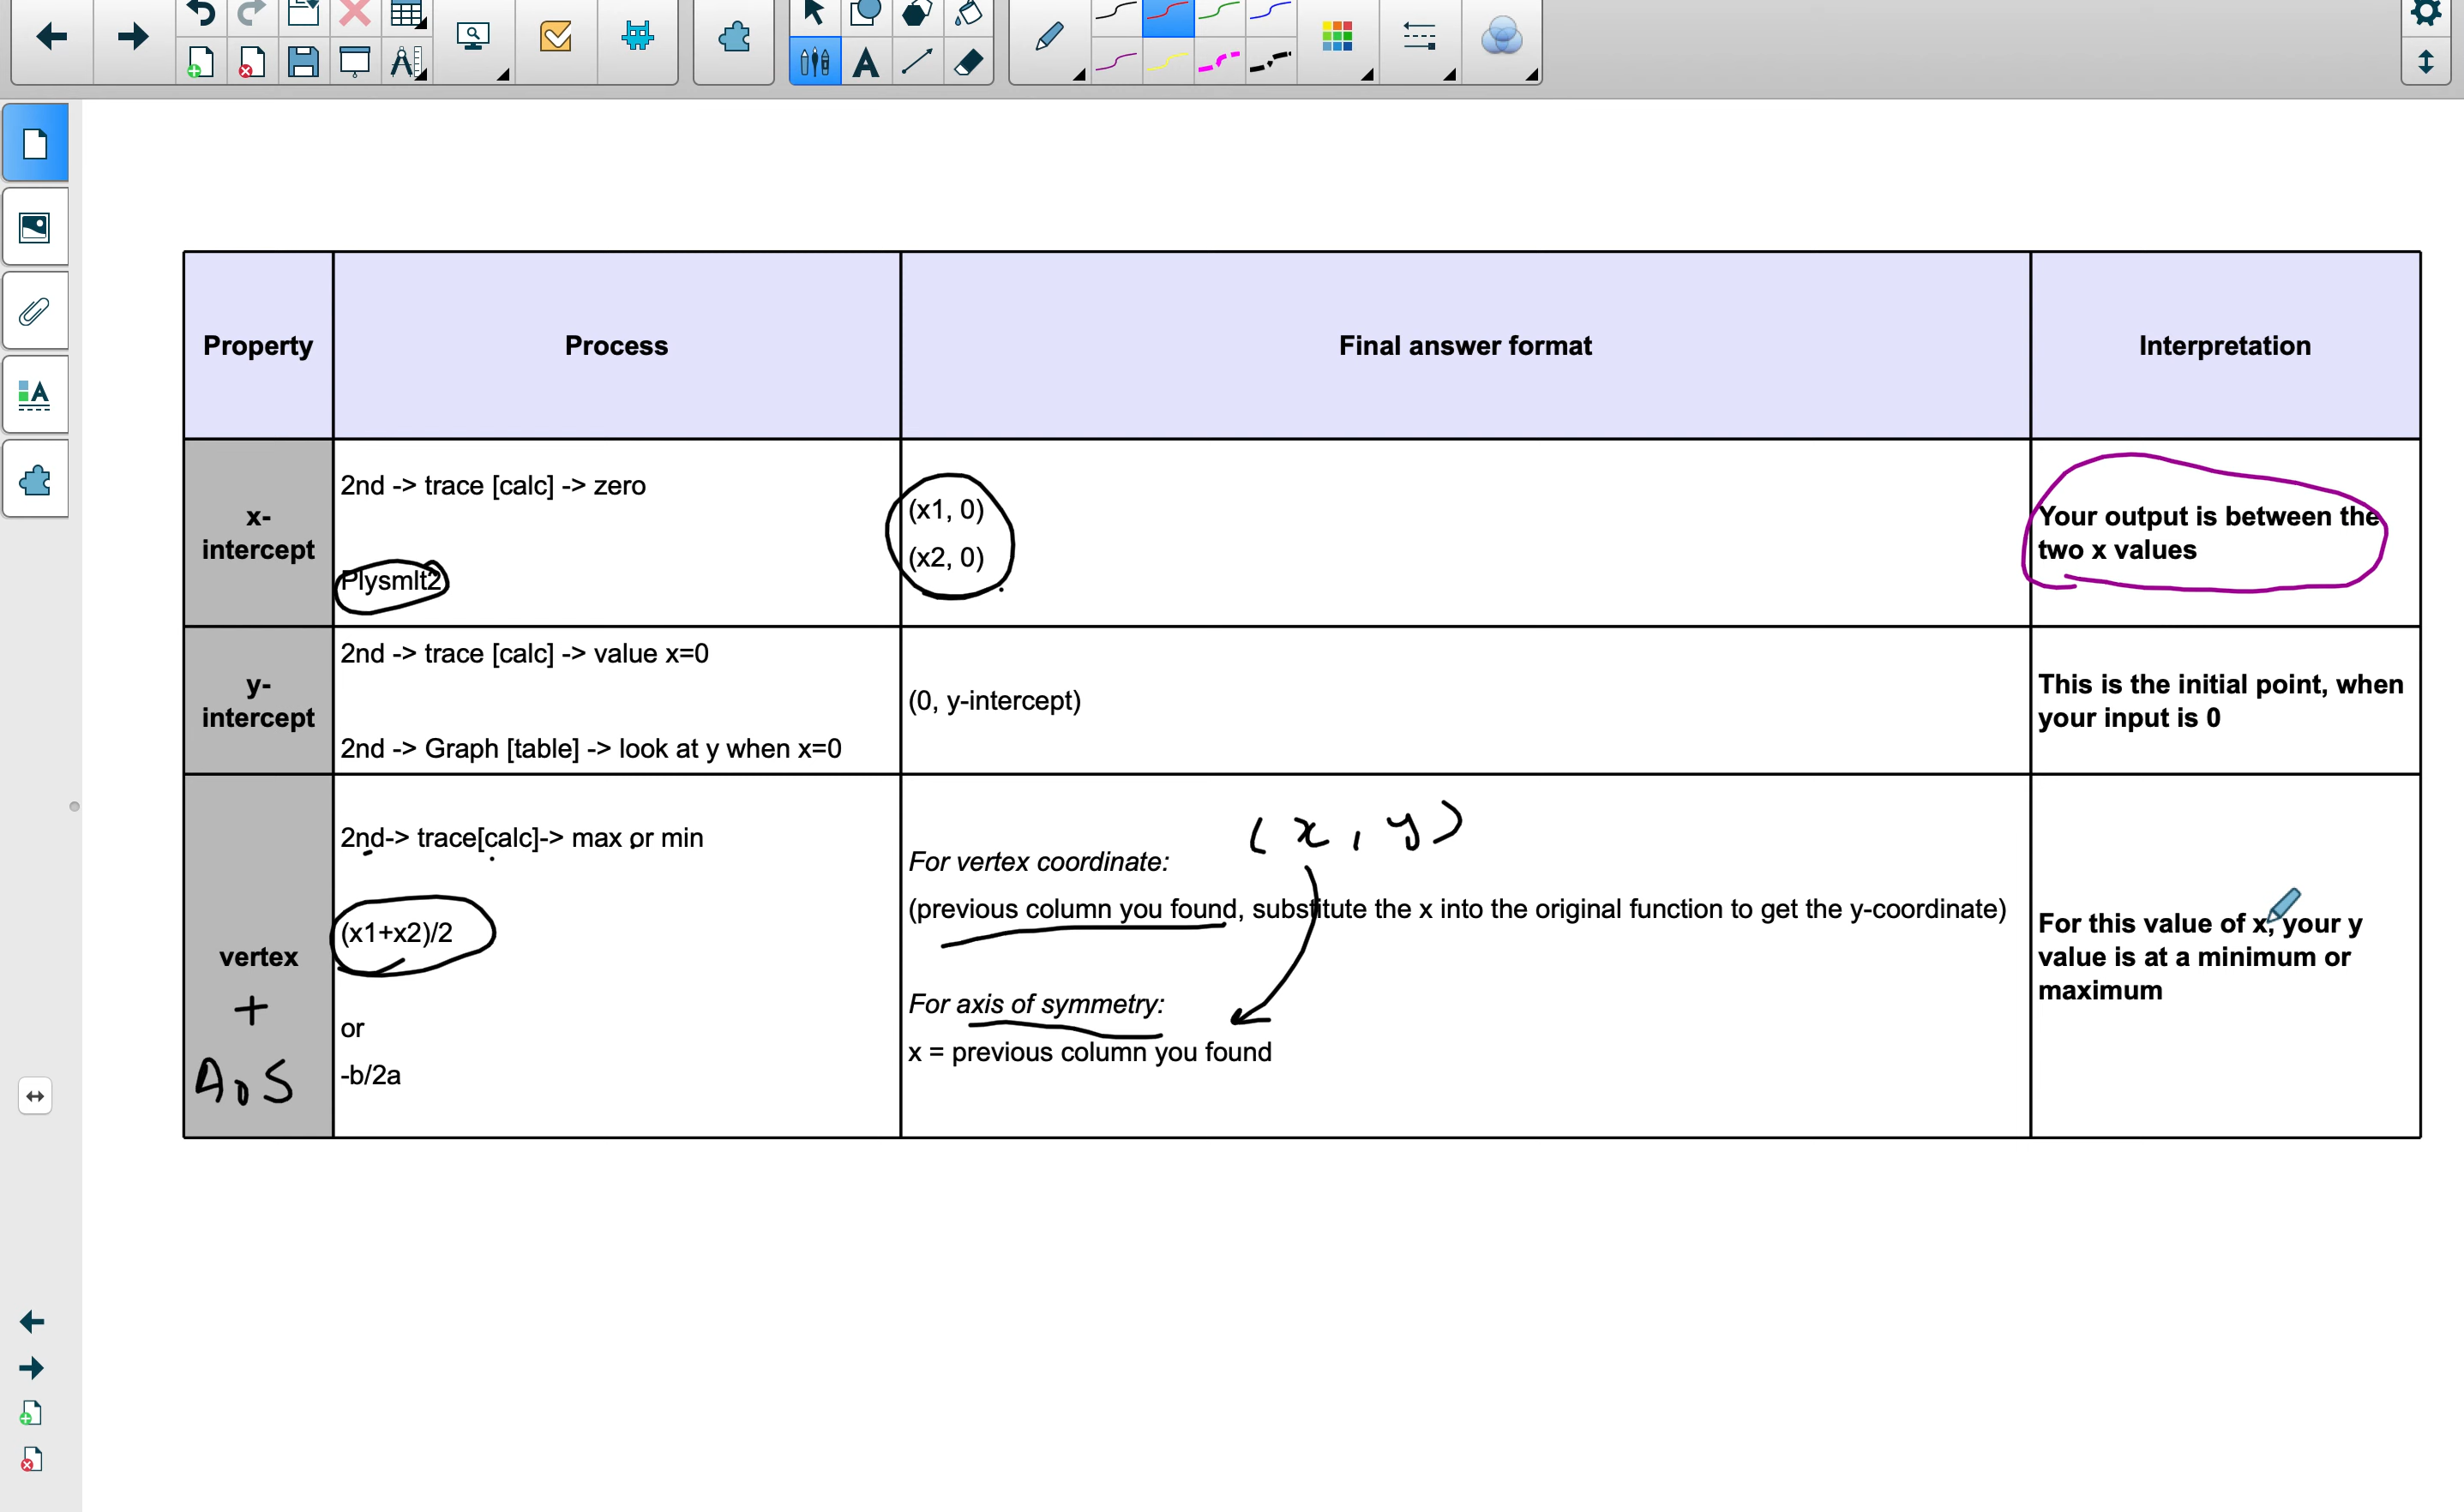 Property
Process
Final answer format
Interpretation
x-
intercept
2nd -> trace [calc] -> zero
Plysmlt2
(x1, 0)
(x2, 0)
Your output is between the
two x values
y-
intercept
2nd -> trace [calc] -> value x=0
2nd -> Graph [table] -> look at y when x=0
(0, y-intercept)
This is the initial point, when
your input is 0
vertex
+
AoS
2nd-> trace[calc]-> max or min
(x1+x2)/2
or
-b/2a
(x, y)
For vertex coordinate:
(previous column you found, substitute the x into the original function to get the y-coordinate)
For axis of symmetry:
x = previous column you found
For this value of x, your y
value is at a minimum or
maximum